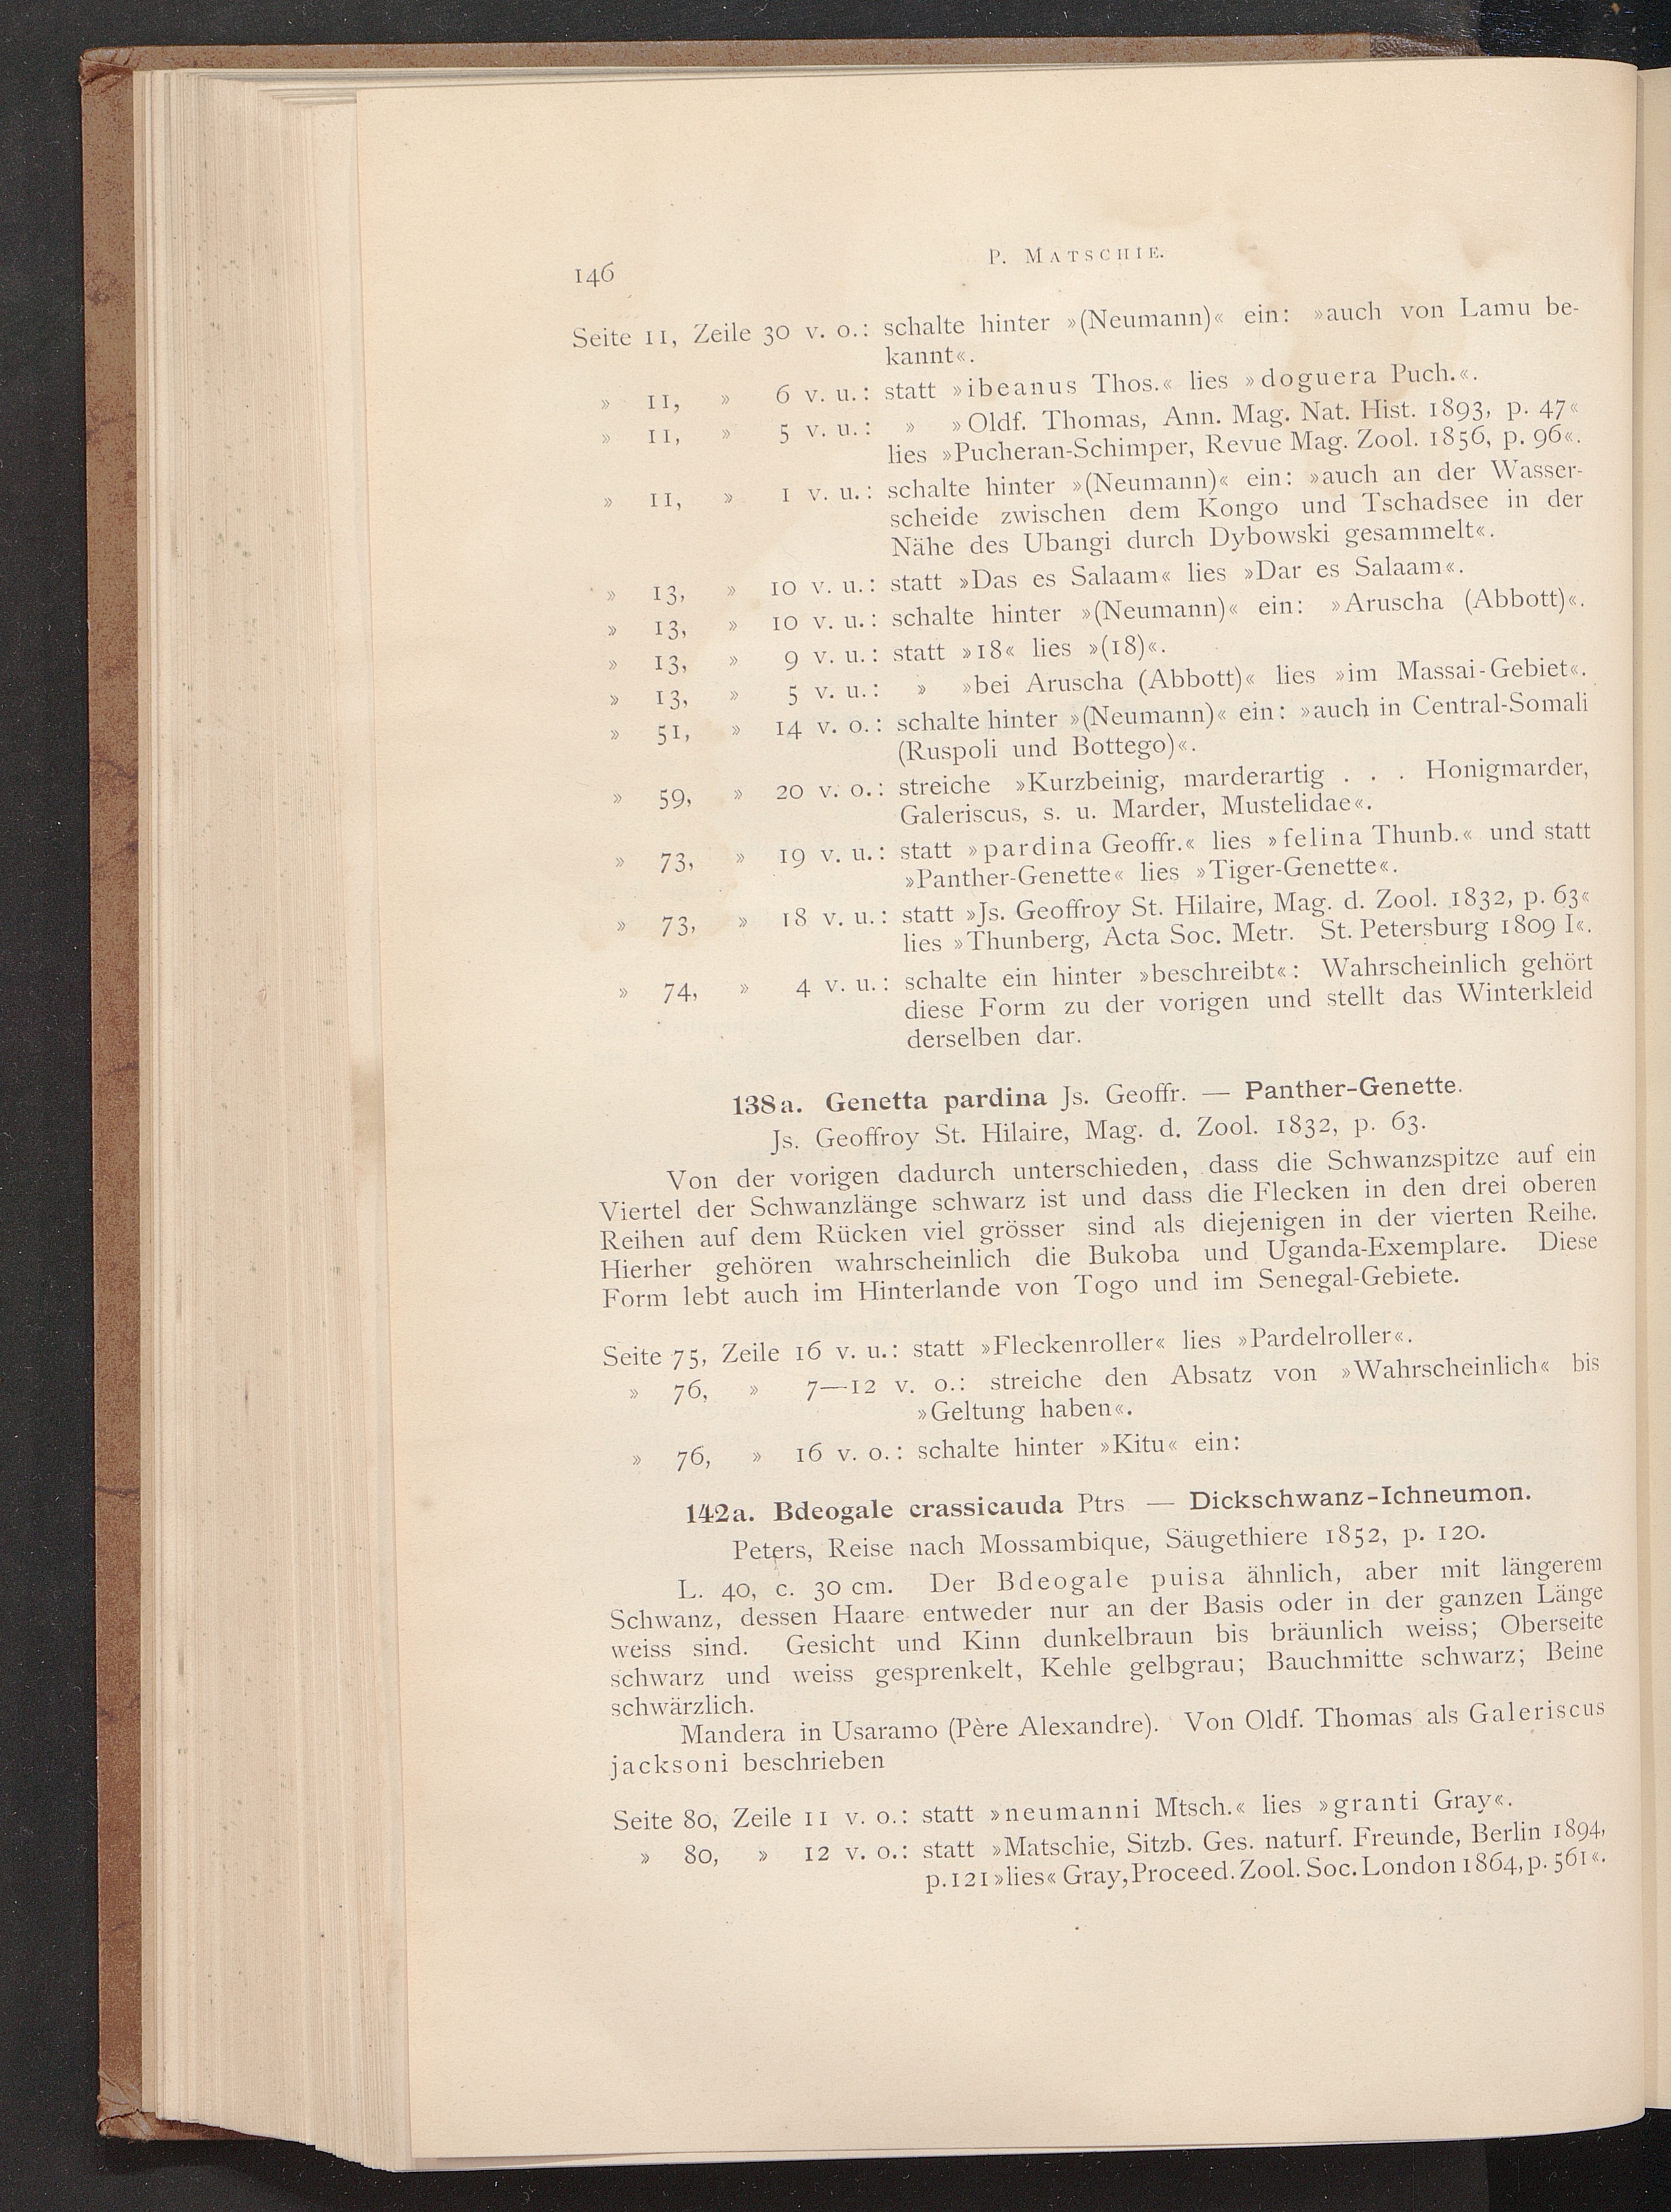 146
P. MATSCHIE.
Seite 11, Zeile 30 v. o.: schalte hinter »(Neumann)« ein: »auch von Lamu be-
kannt«.
» 11, » 6 v. u.: statt »ibeanus Thos.« lies »doguera Puch.«.
» 11, » 5 v. u.: » »Oldf. Thomas, Ann. Mag. Nat. Hist. 1893, p. 47«
lies »Pucheran-Schimper, Revue Mag. Zool. 1856, p. 96«.
» 11, » 1 v. u.: schalte hinter »(Neumann)« ein: »auch an der Wasser-
scheide zwischen dem Kongo und Tschadsee in der
Nähe des Ubangi durch Dybowski gesammelt«.
» 13, » 10 v. u.: statt »Das es Salaam« lies »Dar es Salaam«.
» 13, » 10 v. u.: schalte hinter »(Neumann)« ein: »Aruscha (Abbott)«.
» 13, » 9 v. u.: statt »18« lies »(18)«.
» 13, » 5 v. u.: » »bei Aruscha (Abbott)« lies »im Massai-Gebiet«.
» 51, » 14 v. o.: schalte hinter »(Neumann)« ein: »auch in Central-Somali
(Ruspoli und Bottego)«.
» 59, » 20 v. o.: streiche »Kurzbeinig, marderartig . . . Honigmarder,
Galeriscus, s. u. Marder, Mustelidae«.
» 73, » 19 v. u.: statt »pardina Geoffr.« lies »felina Thunb.« und statt
»Panther-Genette« lies »Tiger-Genette«.
» 73, » 18 v. u.: statt »Js. Geoffroy St. Hilaire, Mag. d. Zool. 1832, p. 63«
lies »Thunberg, Acta Soc. Metr. St. Petersburg 1809 I«.
» 74, » 4 v. u.: schalte ein hinter »beschreibt«: Wahrscheinlich gehört
diese Form zu der vorigen und stellt das Winterkleid
derselben dar.
138a. Genetta pardina Js. Geoffr. — Panther-Genette.
Js. Geoffroy St. Hilaire, Mag. d. Zool. 1832, p. 63.
Von der vorigen dadurch unterschieden, dass die Schwanzspitze auf ein
Viertel der Schwanzlänge schwarz ist und dass die Flecken in den drei oberen
Reihen auf dem Rücken viel grösser sind als diejenigen in der vierten Reihe.
Hierher gehören wahrscheinlich die Bukoba und Uganda-Exemplare. Diese
Form lebt auch im Hinterlande von Togo und im Senegal-Gebiete.
Seite 75, Zeile 16 v. u.: statt »Fleckenroller« lies »Pardelroller«.
» 76, » 7—12 v. o.: streiche den Absatz von »Wahrscheinlich« bis
»Geltung haben«.
» 76, » 16 v. o.: schalte hinter »Kitu« ein:
142a. Bdeogale crassicauda Ptrs — Dickschwanz-Ichneumon.
Peters, Reise nach Mossambique, Säugethiere 1852, p. 120.
L. 40, c. 30 cm. Der Bdeogale puisa ähnlich, aber mit längerem
Schwanz, dessen Haare entweder nur an der Basis oder in der ganzen Länge
weiss sind. Gesicht und Kinn dunkelbraun bis bräunlich weiss; Oberseite
schwarz und weiss gesprenkelt, Kehle gelbgrau; Bauchmitte schwarz; Beine
schwärzlich.
Mandera in Usaramo (Père Alexandre). Von Oldf. Thomas als Galeriscus
jacksoni beschrieben
Seite 80, Zeile 11 v. o.: statt »neumanni Mtsch.« lies »granti Gray«.
» 80, » 12 v. o.: statt »Matschie, Sitzb. Ges. naturf. Freunde, Berlin 1894,
p. 121 »lies« Gray, Proceed. Zool. Soc. London 1864, p. 561«.